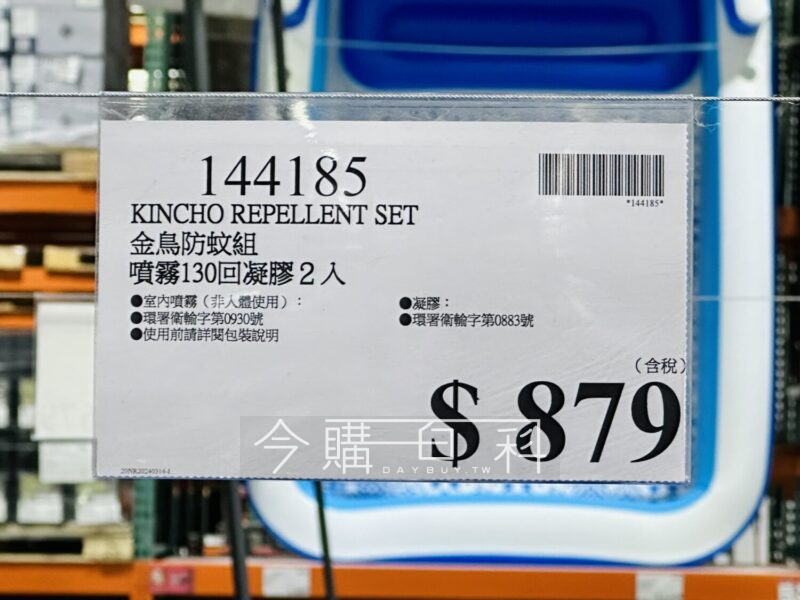 144185
*144185*
KINCHO REPELLENT SET
金鳥防蚊組
噴霧130回凝膠2入
●室內噴霧（非人體使用）：
●環署衛輸字第0930號
●使用前請詳閱包裝說明
●凝膠：
●環署衛輸字第0883號
（含稅）
$ 879
今購百科
DAYBUY.TW
20NR20240314-1